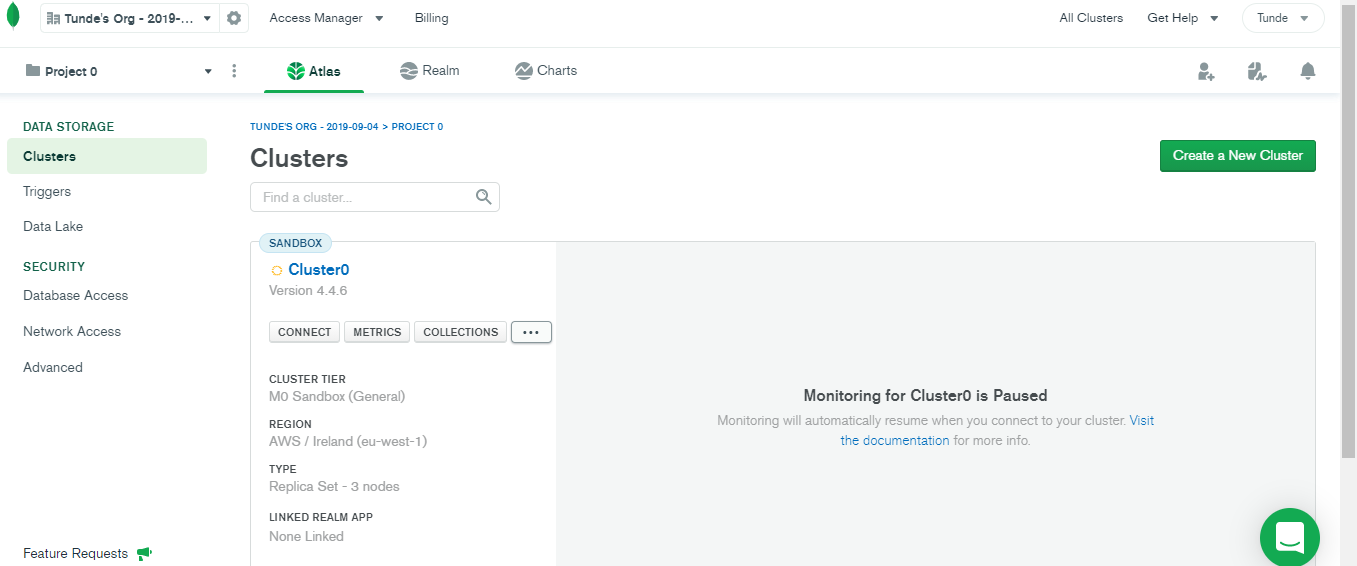 Tunde's Org - 2019-... Access Manager Billing All Clusters Get Help Tunde
Project 0 Atlas Realm Charts
DATA STORAGE
Clusters
Triggers
Data Lake
SECURITY
Database Access
Network Access
Advanced
Feature Requests
TUNDE'S ORG - 2019-09-04 > PROJECT 0
Clusters
Create a New Cluster
Find a cluster...
SANDBOX
Cluster0
Version 4.4.6
CONNECT METRICS COLLECTIONS ...
CLUSTER TIER
M0 Sandbox (General)
REGION
AWS / Ireland (eu-west-1)
TYPE
Replica Set - 3 nodes
LINKED REALM APP
None Linked
Monitoring for Cluster0 is Paused
Monitoring will automatically resume when you connect to your cluster. Visit
the documentation for more info.